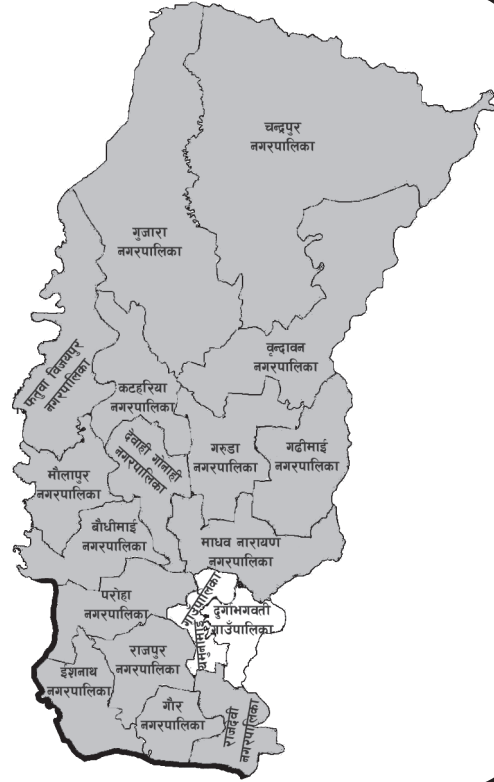 चन्द्रपुर
नगरपालिका
गुजारा
नगरपालिका
वृन्दावन
नगरपालिका
फतुवा विजयपुर
नगरपालिका
कटहरिया
नगरपालिका
देवाही गोनाही
नगरपालिका
गरुडा
नगरपालिका
गढीमाई
नगरपालिका
मौलापुर
नगरपालिका
बौधीमाई
नगरपालिका
माधव नारायण
नगरपालिका
परोहा
नगरपालिका
यमुनामाई
गाउँपालिका
दुर्गाभगवती
गाउँपालिका
राजपुर
नगरपालिका
ईशनाथ
नगरपालिका
गौर
नगरपालिका
राजदेवी
नगरपालिका